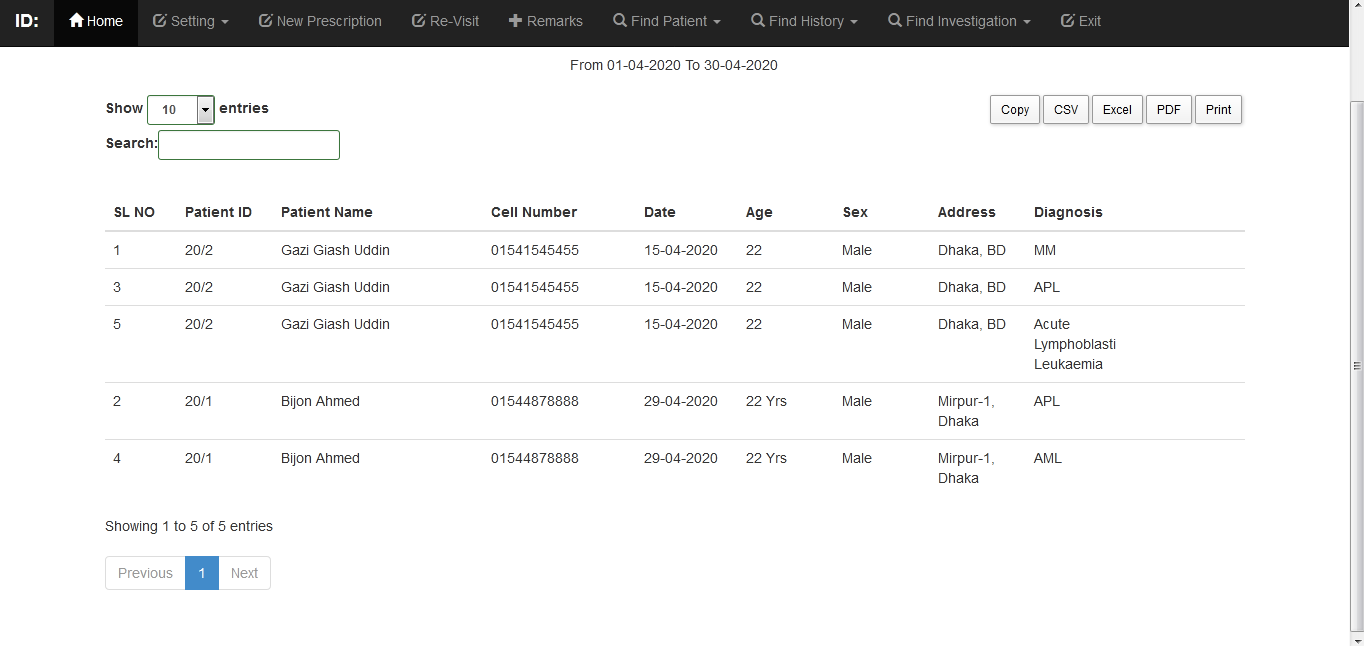 ID: Home Setting New Prescription Re-Visit Remarks Find Patient Find History Find Investigation Exit
From 01-04-2020 To 30-04-2020
Show 10 entries Copy CSV Excel PDF Print
Search:
SL NO Patient ID Patient Name Cell Number Date Age Sex Address Diagnosis
1 20/2 Gazi Giash Uddin 01541545455 15-04-2020 22 Male Dhaka, BD MM
3 20/2 Gazi Giash Uddin 01541545455 15-04-2020 22 Male Dhaka, BD APL
5 20/2 Gazi Giash Uddin 01541545455 15-04-2020 22 Male Dhaka, BD Acute
Lymphoblasti
Leukaemia
2 20/1 Bijon Ahmed 01544878888 29-04-2020 22 Yrs Male Mirpur-1, APL
Dhaka
4 20/1 Bijon Ahmed 01544878888 29-04-2020 22 Yrs Male Mirpur-1, AML
Dhaka
Showing 1 to 5 of 5 entries
Previous 1 Next